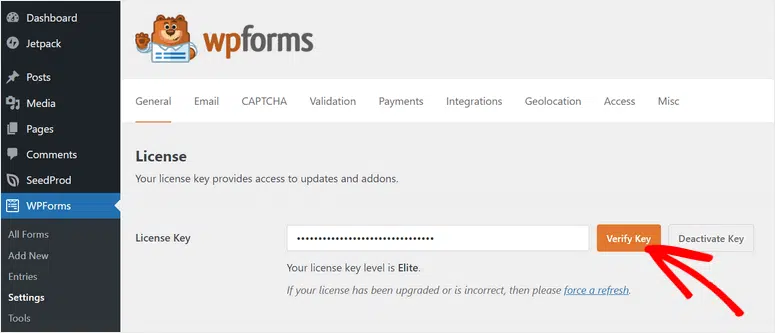 Dashboard
Jetpack
Posts
Media
Pages
Comments
SeedProd
WPForms
All Forms
Add New
Entries
Settings
Tools
wpforms
General Email CAPTCHA Validation Payments Integrations Geolocation Access Misc
License
Your license key provides access to updates and addons.
License Key •••••••••••••••••••••••••••••••• Verify Key Deactivate Key
Your license key level is Elite.
If your license has been upgraded or is incorrect, then please force a refresh.